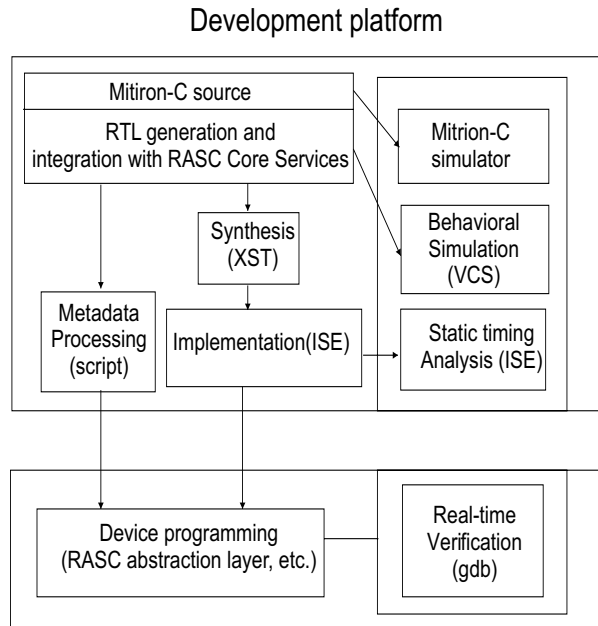 Development platform
Mitiron-C source
RTL generation and
integration with RASC Core Services
Mitrion-C
simulator
Synthesis
(XST)
Behavioral
Simulation
(VCS)
Metadata
Processing
(script)
Implementation(ISE)
Static timing
Analysis (ISE)
Device programming
(RASC abstraction layer, etc.)
Real-time
Verification
(gdb)